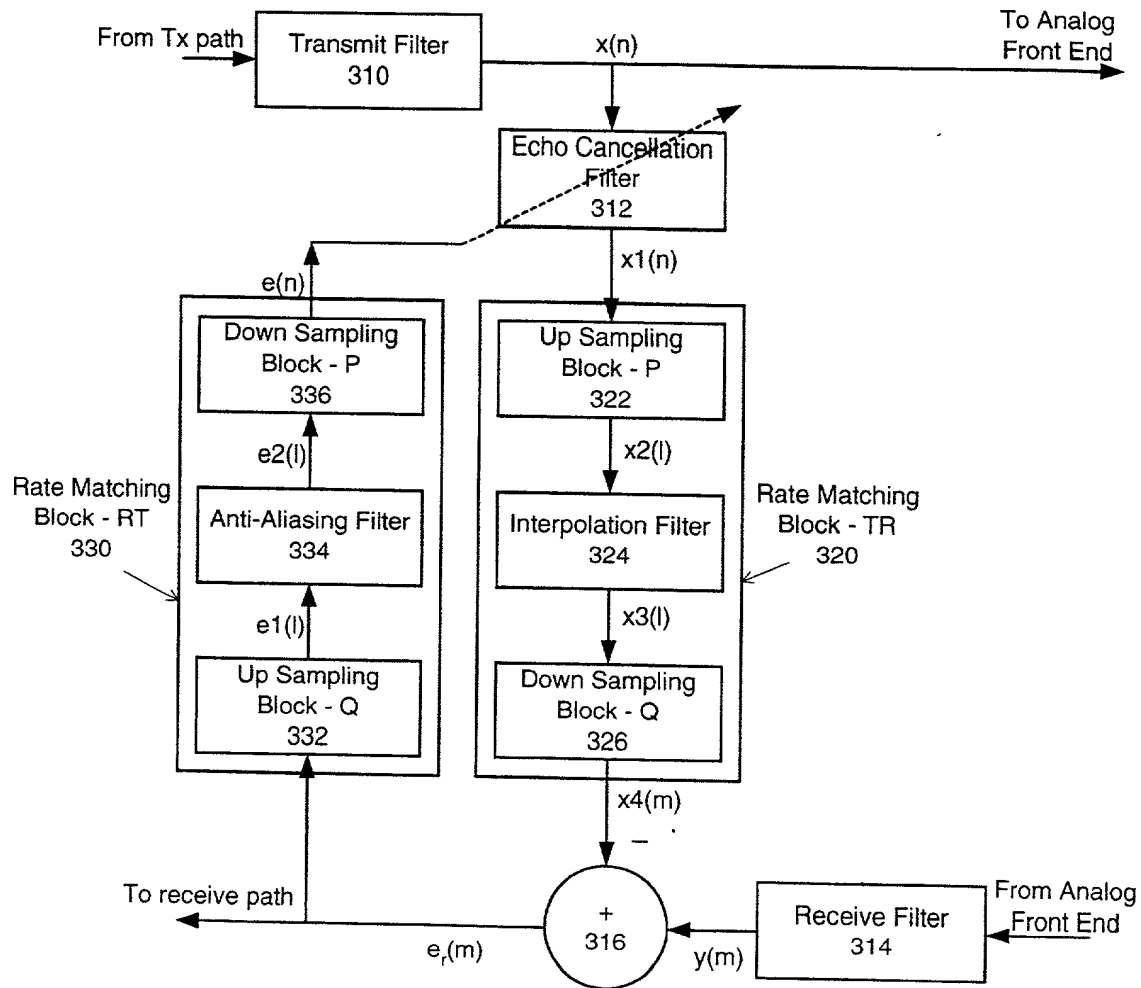 From Tx path
Transmit Filter
310
x(n)
To Analog
Front End
Echo Cancellation
Filter
312
x1(n)
e(n)
Down Sampling
Block - P
336
Up Sampling
Block - P
322
e2(l)
x2(l)
Rate Matching
Block - RT
330
Anti-Aliasing Filter
334
Interpolation Filter
324
Rate Matching
Block - TR
320
e1(l)
x3(l)
Up Sampling
Block - Q
332
Down Sampling
Block - Q
326
x4(m)
–
To receive path
e_r(m)
+
316
y(m)
Receive Filter
314
From Analog
Front End